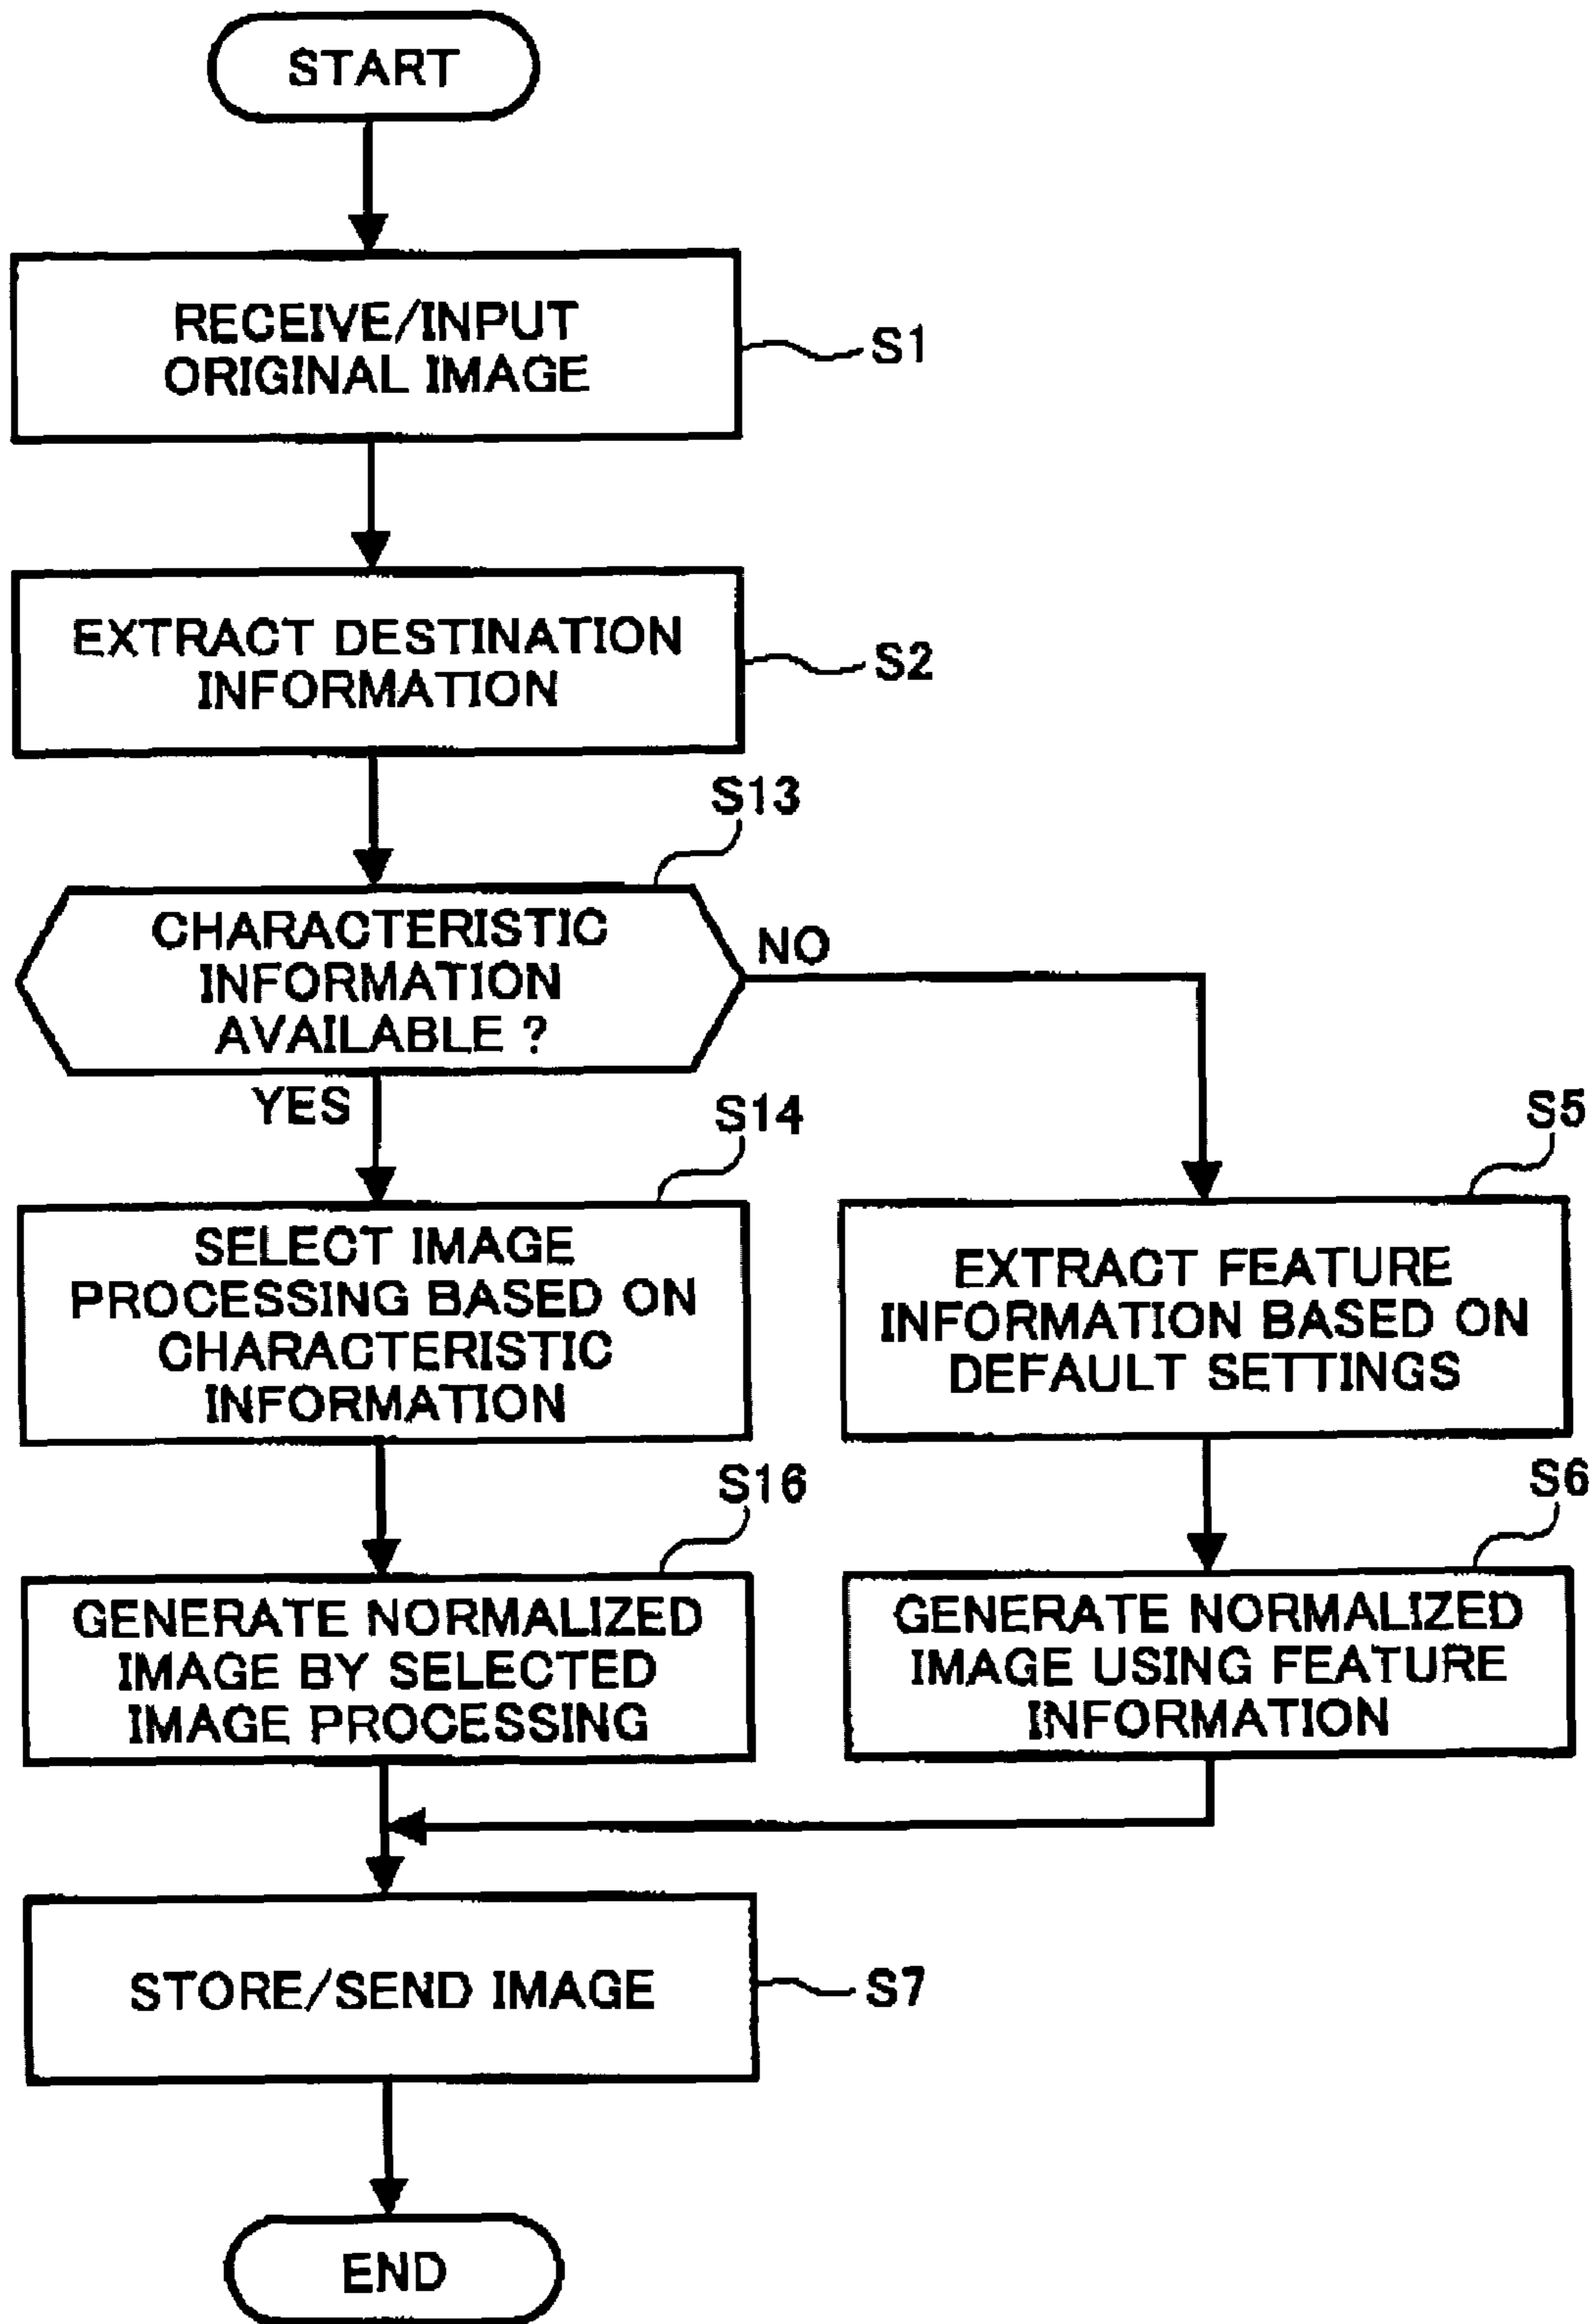 START
RECEIVE/INPUT
ORIGINAL IMAGE
S1
EXTRACT DESTINATION
INFORMATION
S2
S13
CHARACTERISTIC
INFORMATION
AVAILABLE ?
NO
YES
S14
SELECT IMAGE
PROCESSING BASED ON
CHARACTERISTIC
INFORMATION
S5
EXTRACT FEATURE
INFORMATION BASED ON
DEFAULT SETTINGS
S16
GENERATE NORMALIZED
IMAGE BY SELECTED
IMAGE PROCESSING
S6
GENERATE NORMALIZED
IMAGE USING FEATURE
INFORMATION
STORE/SEND IMAGE
S7
END